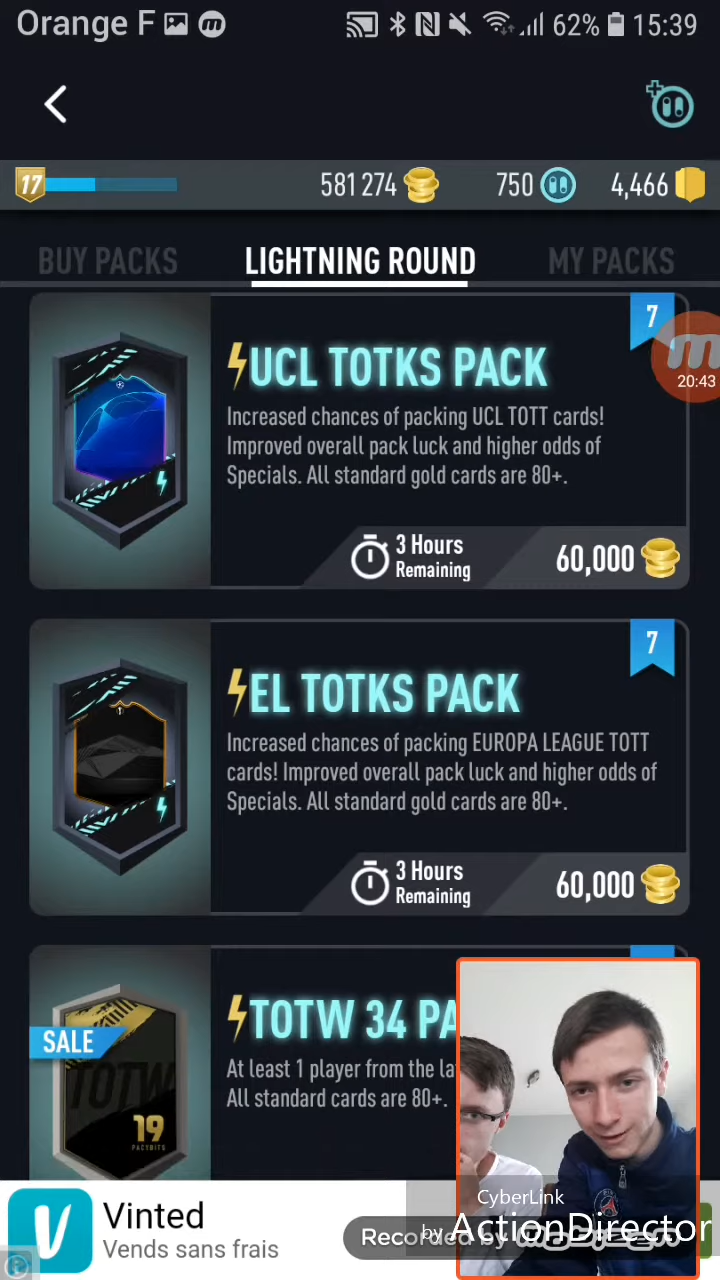 Orange F
62%
15:39
17
581 274
750
4,466
BUY PACKS
LIGHTNING ROUND
MY PACKS
7
20:43
UCL TOTKS PACK
Increased chances of packing UCL TOTT cards!
Improved overall pack luck and higher odds of
Specials. All standard gold cards are 80+.
3 Hours
Remaining
60,000
7
EL TOTKS PACK
Increased chances of packing EUROPA LEAGUE TOTT
cards! Improved overall pack luck and higher odds of
Specials. All standard gold cards are 80+.
3 Hours
Remaining
60,000
SALE
TOTW
19
PACYBITS
TOTW 34 PA
At least 1 player from the la
All standard cards are 80+.
Vinted
Vends sans frais
CyberLink
by ActionDirector
Recorded by